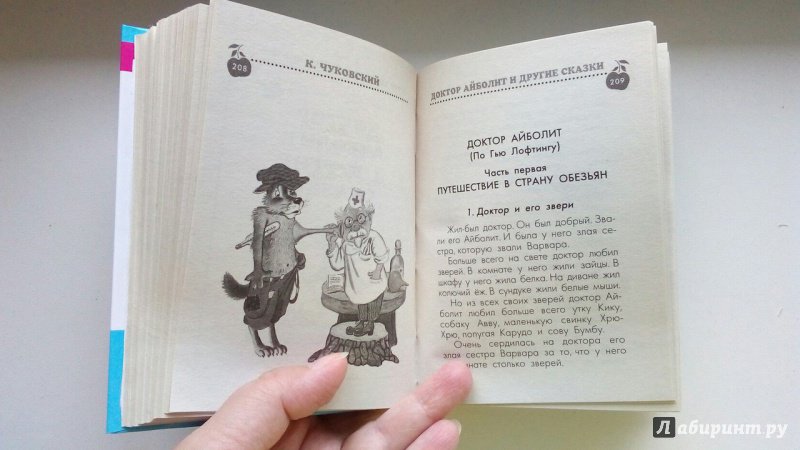 208
К. ЧУКОВСКИЙ
ДОКТОР АЙБОЛИТ И ДРУГИЕ СКАЗКИ
209
ДОКТОР АЙБОЛИТ
(По Гью Лофтингу)
Часть первая
ПУТЕШЕСТВИЕ В СТРАНУ ОБЕЗЬЯН
1. Доктор и его звери
Жил-был доктор. Он был добрый. Зва-
ли его Айболит. И была у него злая се-
стра, которую звали Варвара.
Больше всего на свете доктор любил
зверей. В комнате у него жили зайцы. В
шкафу у него жила белка. На диване жил
колючий ёж. В сундуке жили белые мыши.
Но из всех своих зверей доктор Ай-
болит любил больше всего утку Кику,
собаку Авву, маленькую свинку Хрю-
Хрю, попугая Карудо и сову Бумбу.
Очень сердилась на доктора его
злая сестра Варвара за то, что у него
столько зверей.
Лабиринт.ру